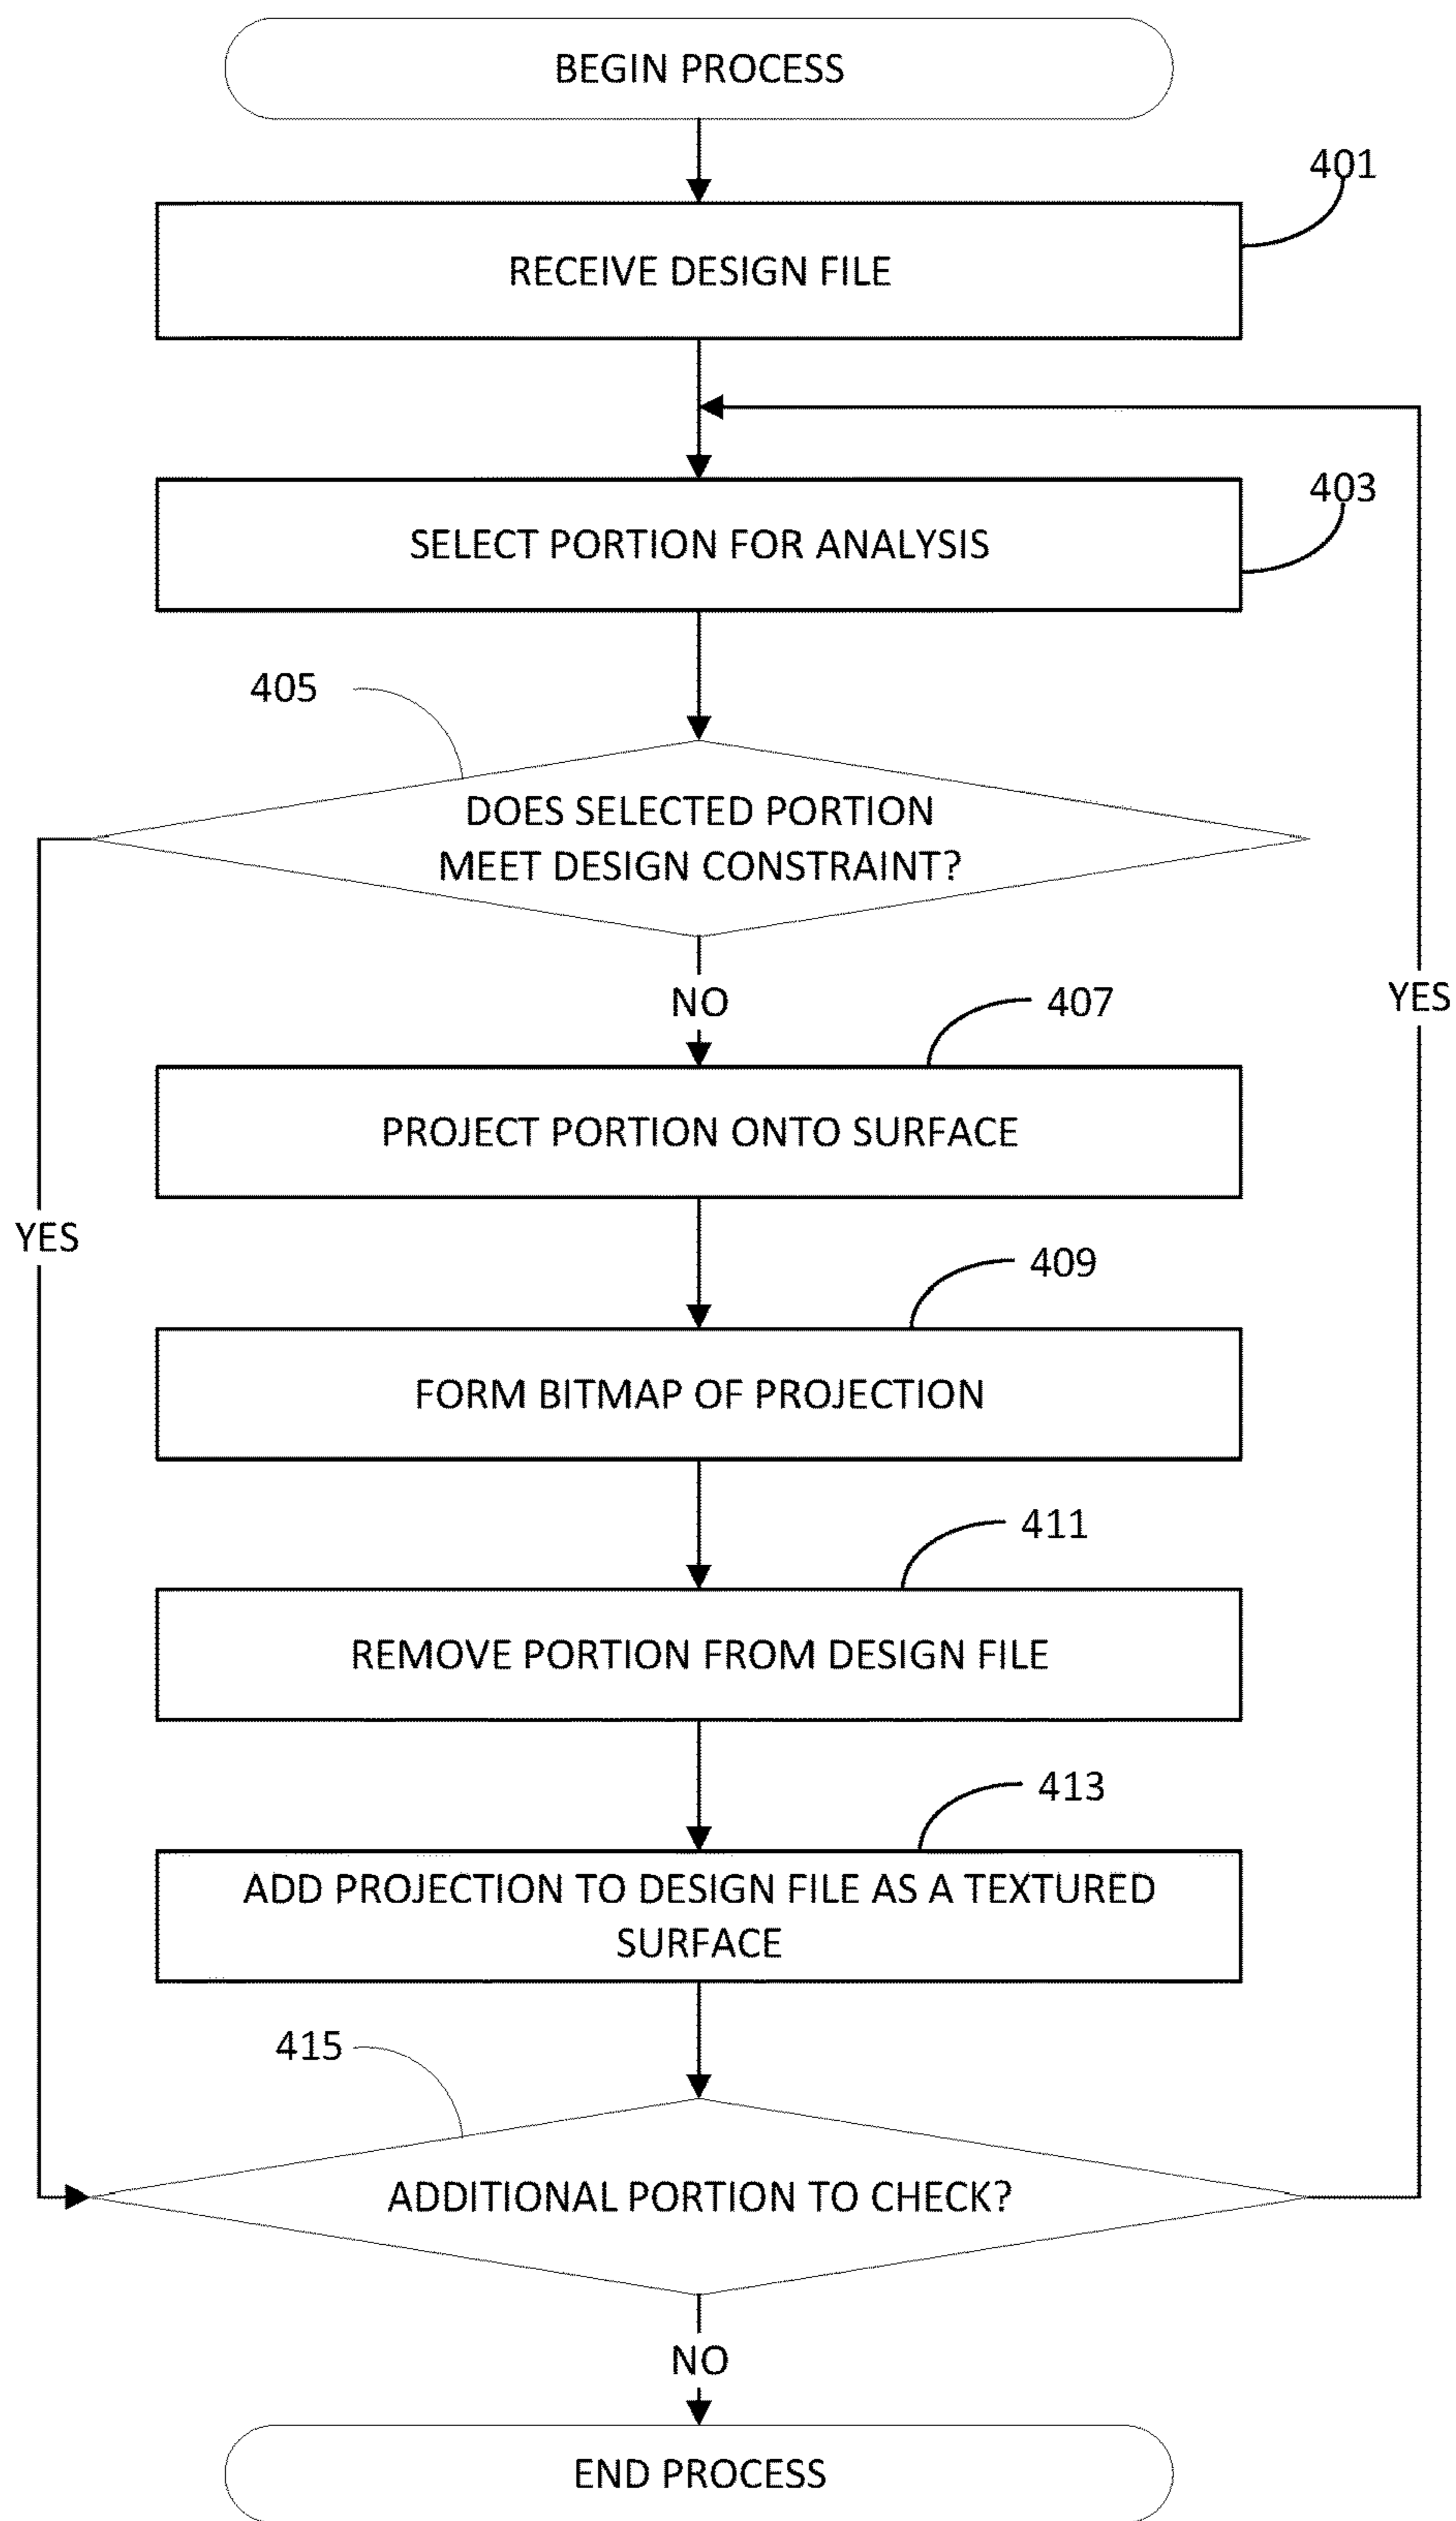 BEGIN PROCESS
401
RECEIVE DESIGN FILE
403
SELECT PORTION FOR ANALYSIS
405
DOES SELECTED PORTION
MEET DESIGN CONSTRAINT?
NO
YES
407
PROJECT PORTION ONTO SURFACE
YES
409
FORM BITMAP OF PROJECTION
411
REMOVE PORTION FROM DESIGN FILE
413
ADD PROJECTION TO DESIGN FILE AS A TEXTURED
SURFACE
415
ADDITIONAL PORTION TO CHECK?
NO
END PROCESS